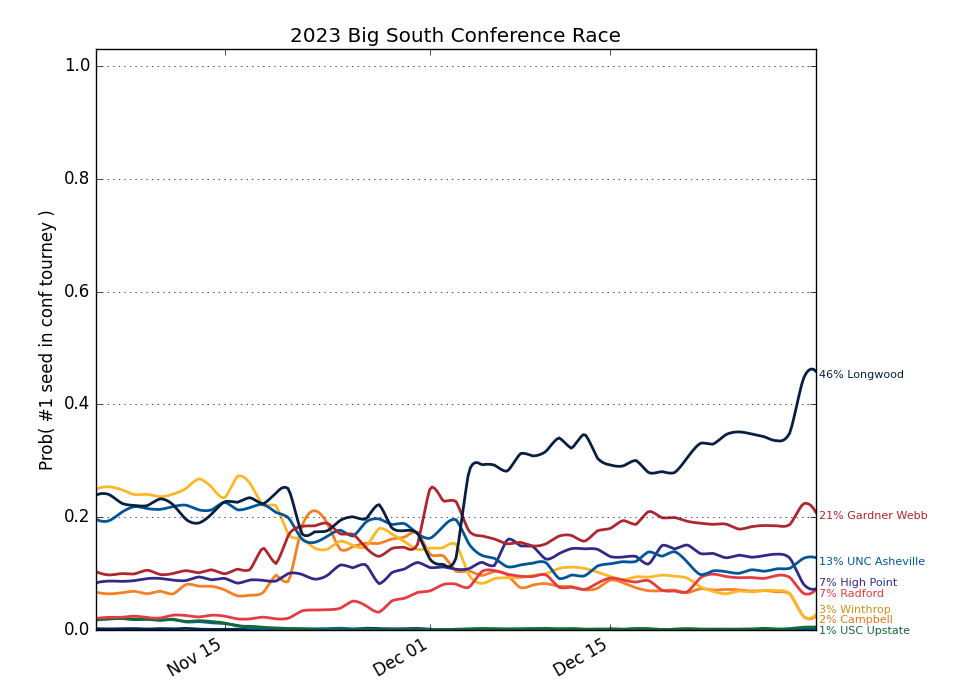 2023 Big South Conference Race
Prob( #1 seed in conf tourney )
1.0
0.8
0.6
0.4
0.2
0.0
Nov 15
Dec 01
Dec 15
46% Longwood
21% Gardner Webb
13% UNC Asheville
7% High Point
7% Radford
3% Winthrop
2% Campbell
1% USC Upstate